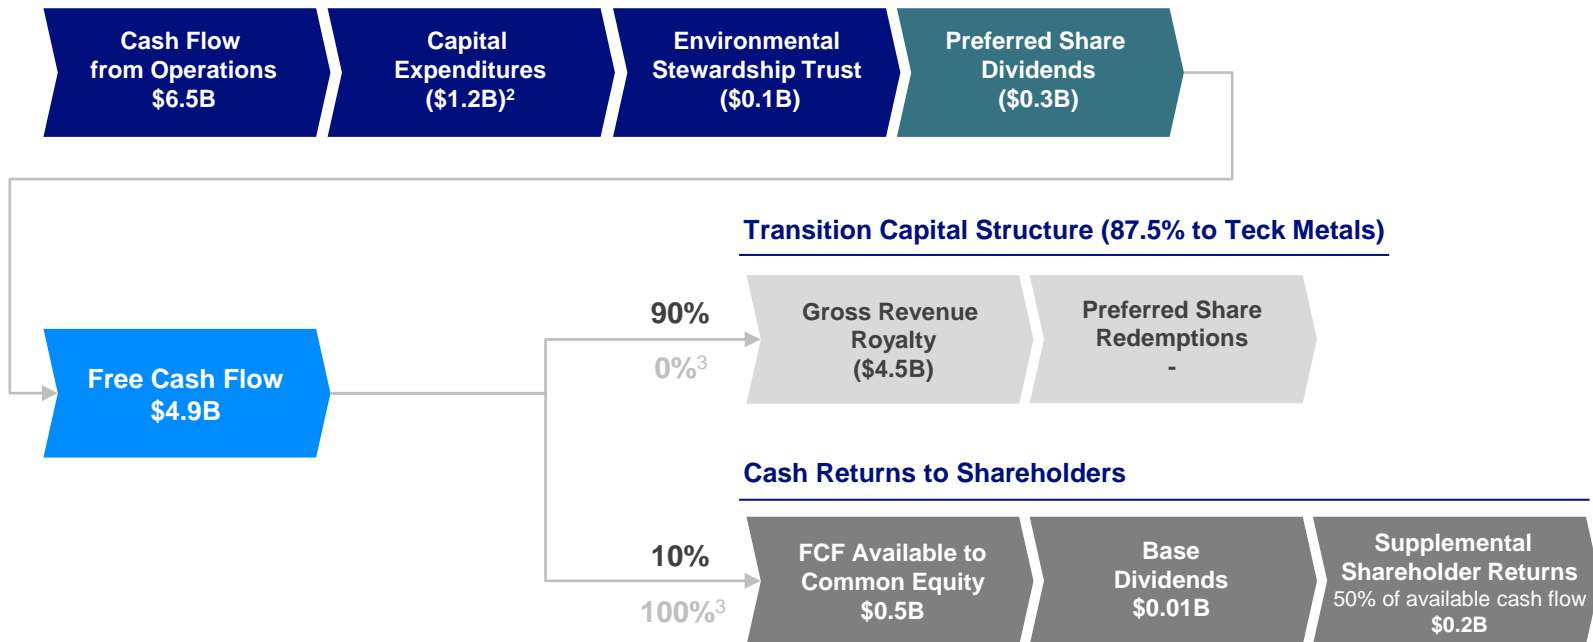 Cash Flow
from Operations
$6.5B
Capital
Expenditures
($1.2B)2
Environmental
Stewardship Trust
($0.1B)
Preferred Share
Dividends
($0.3B)
Transition Capital Structure (87.5% to Teck Metals)
90%
0%3
Gross Revenue
Royalty
($4.5B)
Preferred Share
Redemptions
-
Free Cash Flow
$4.9B
Cash Returns to Shareholders
10%
100%3
FCF Available to
Common Equity
$0.5B
Base
Dividends
$0.01B
Supplemental
Shareholder Returns
50% of available cash flow
$0.2B